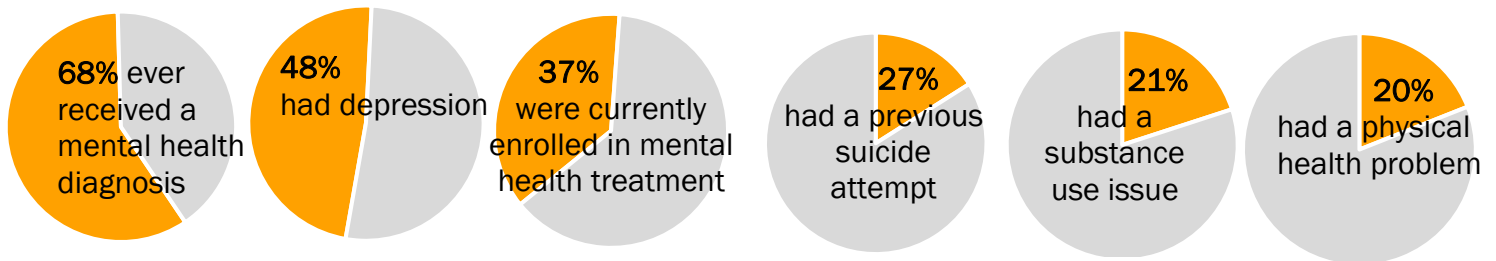 68% ever
received a
mental health
diagnosis
48%
had depression
37%
were currently
enrolled in mental
health treatment
27%
had a previous
suicide
attempt
21%
had a
substance
use issue
20%
had a physical
health problem